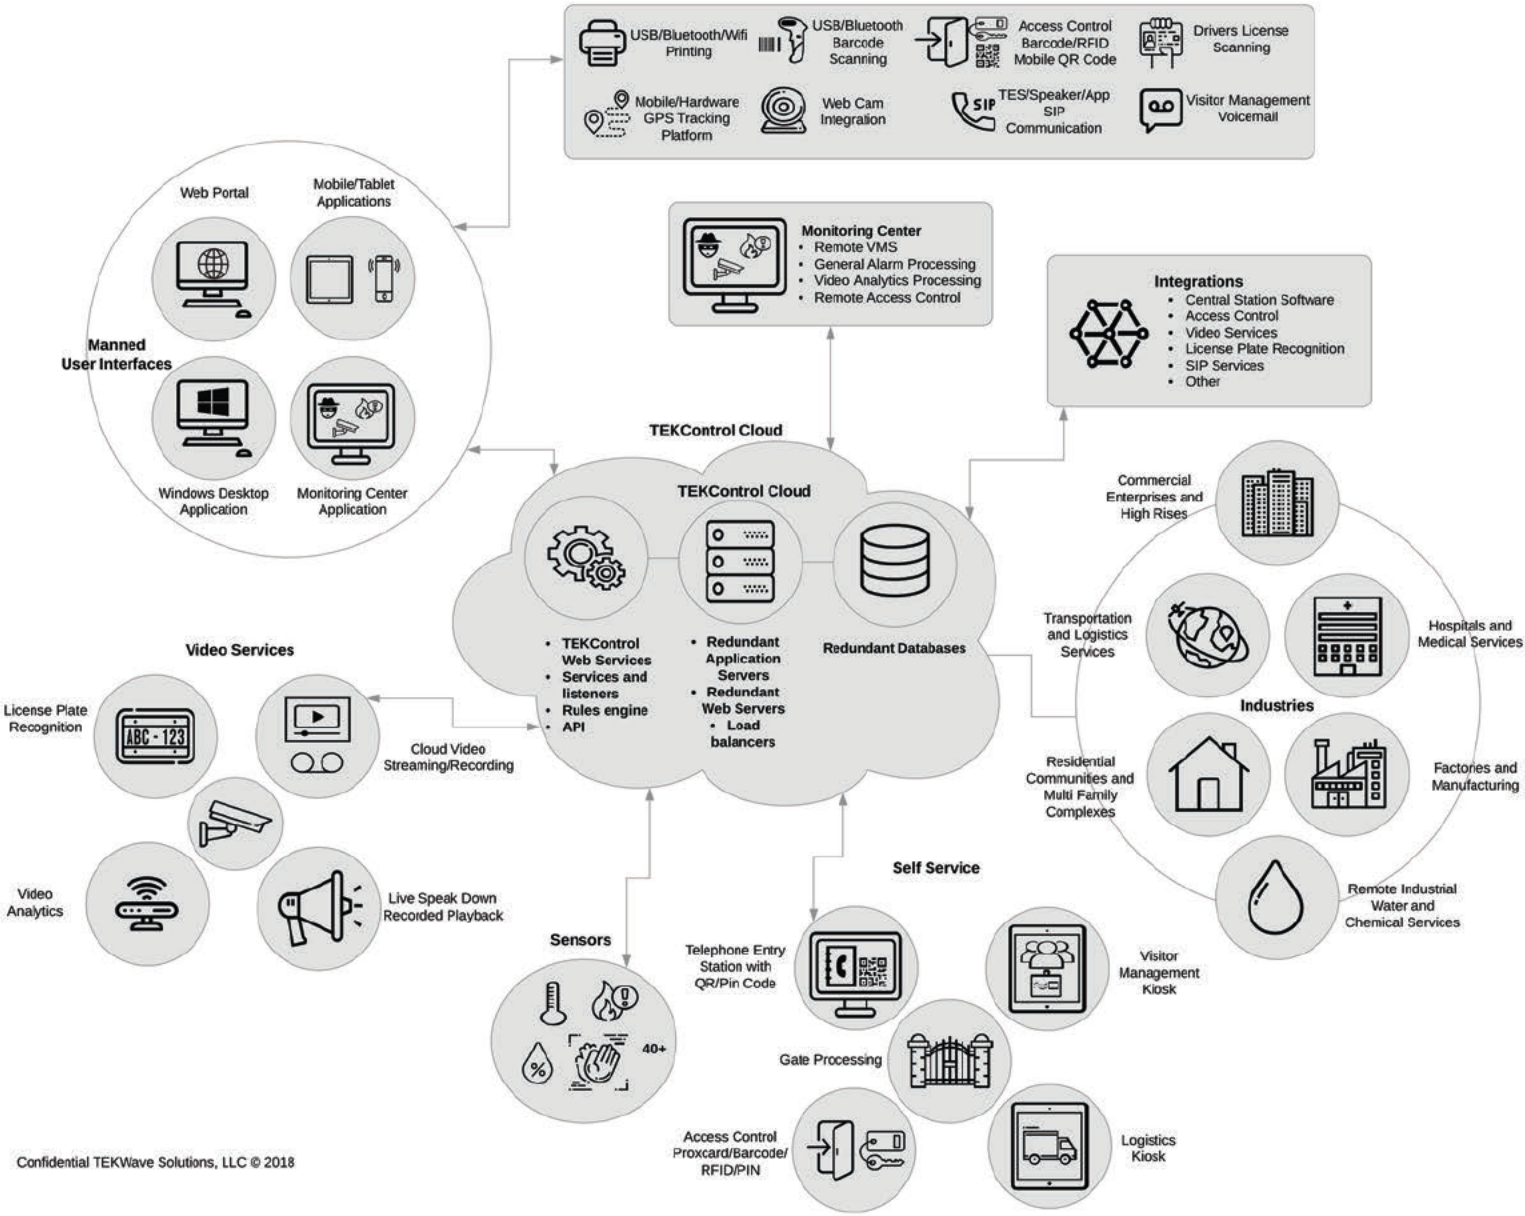 USB/Bluetooth/Wifi
Printing
USB/Bluetooth
Barcode
Scanning
Access Control
Barcode/RFID
Mobile QR Code
Drivers License
Scanning
Mobile/Hardware
GPS Tracking
Platform
Web Cam
Integration
SIP
TES/Speaker/App
SIP
Communication
Visitor Management
Voicemail
Web Portal
Mobile/Tablet
Applications
Manned
User Interfaces
Windows Desktop
Application
Monitoring Center
Application
Monitoring Center
• Remote VMS
• General Alarm Processing
• Video Analytics Processing
• Remote Access Control
Integrations
• Central Station Software
• Access Control
• Video Services
• License Plate Recognition
• SIP Services
• Other
TEKControl Cloud
TEKControl Cloud
• TEKControl
Web Services
• Services and
listeners
• Rules engine
• API
• Redundant
Application
Servers
• Redundant
Web Servers
• Load
balancers
Redundant Databases
Commercial
Enterprises and
High Rises
Transportation
and Logistics
Services
Hospitals and
Medical Services
Industries
Residential
Communities and
Multi Family
Complexes
Factories and
Manufacturing
Remote Industrial
Water and
Chemical Services
Video Services
License Plate
Recognition
ABC - 123
Cloud Video
Streaming/Recording
Video
Analytics
Live Speak Down
Recorded Playback
Sensors
%
40+
Self Service
Telephone Entry
Station with
QR/Pin Code
Visitor
Management
Kiosk
Gate Processing
Access Control
Proxcard/Barcode/
RFID/PIN
Logistics
Kiosk
Confidential TEKWave Solutions, LLC © 2018